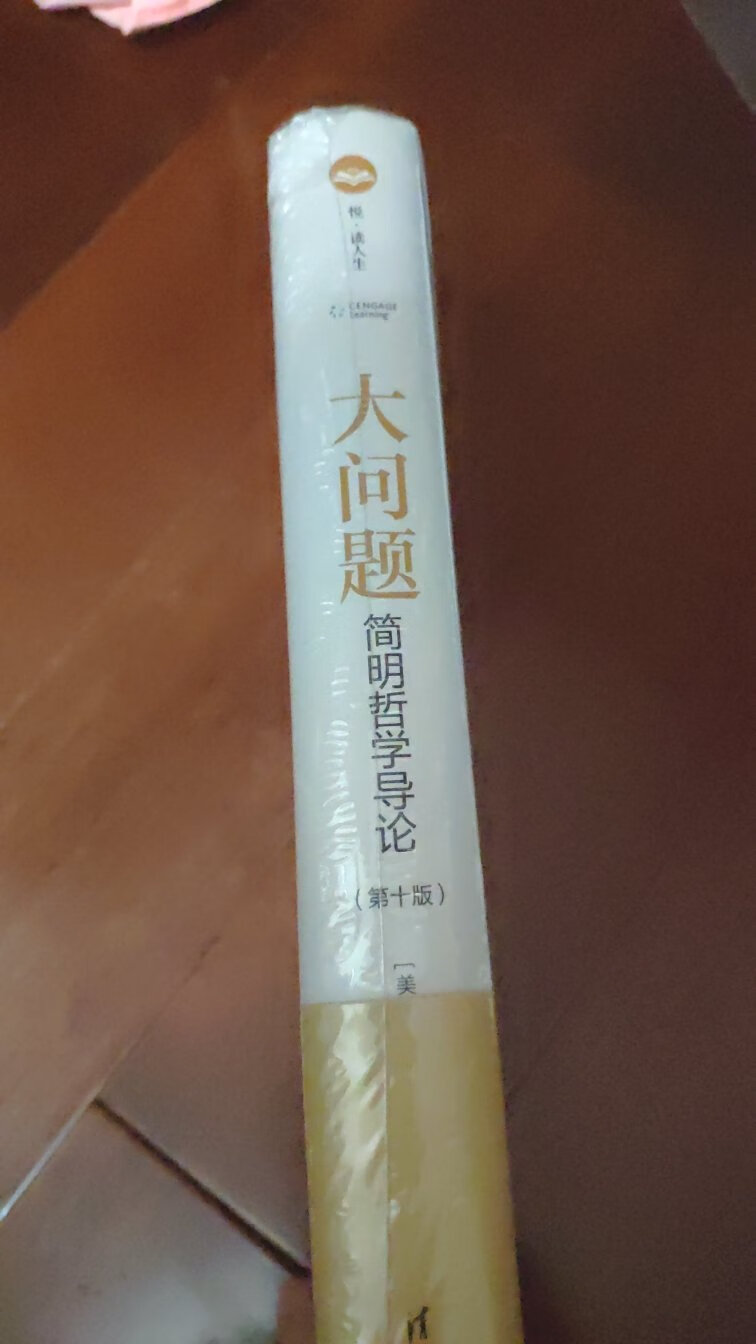 悦·读人生
CENGAGE
Learning
大问题
简明哲学导论
（第十版）
［美